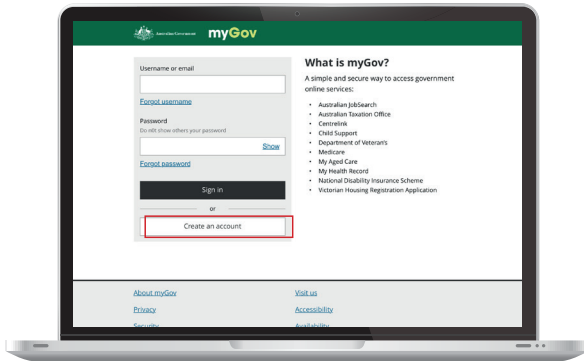 Australian Government
myGov
Username or email
Forgot username
Password
Do not show others your password
Show
Forgot password
Sign in
or
Create an account
What is myGov?
A simple and secure way to access government
online services:
• Australian JobSearch
• Australian Taxation Office
• Centrelink
• Child Support
• Department of Veteran's
• Medicare
• My Aged Care
• My Health Record
• National Disability Insurance Scheme
• Victorian Housing Registration Application
About myGov
Privacy
Security
Visit us
Accessibility
Availability